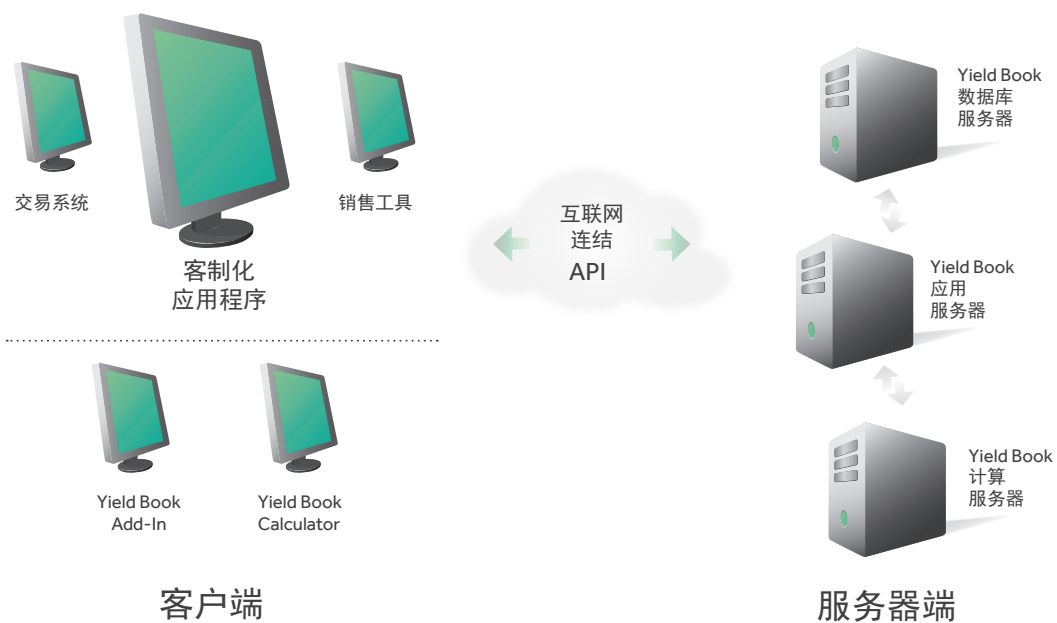 交易系统
客制化
应用程序
销售工具
Yield Book
Add-In
Yield Book
Calculator
客户端
互联网
连结
API
Yield Book
数据库
服务器
Yield Book
应用
服务器
Yield Book
计算
服务器
服务器端